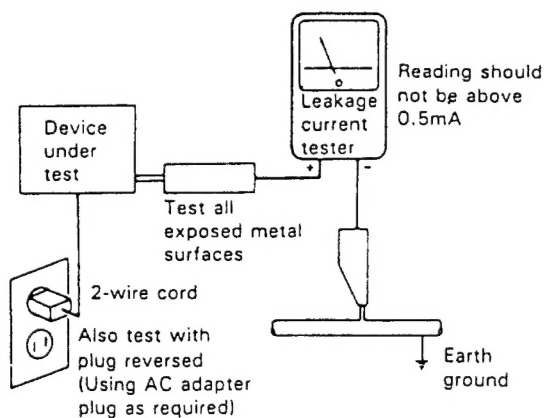 Device
under
test
Leakage
current
tester
+
-
Reading should
not be above
0.5mA
Test all
exposed metal
surfaces
2-wire cord
Also test with
plug reversed
(Using AC adapter
plug as required)
Earth
ground